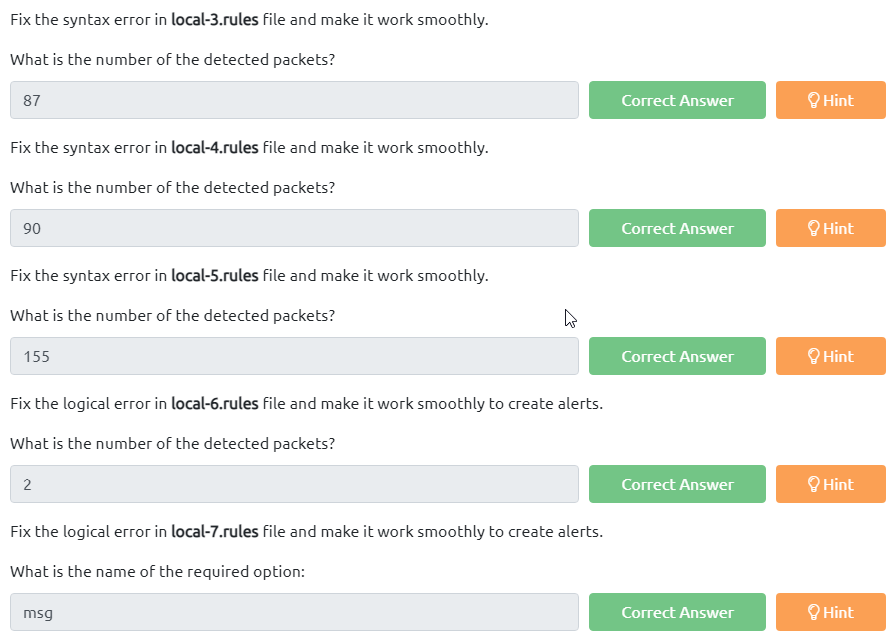 Fix the syntax error in local-3.rules file and make it work smoothly.
What is the number of the detected packets?
87 Correct Answer Hint
Fix the syntax error in local-4.rules file and make it work smoothly.
What is the number of the detected packets?
90 Correct Answer Hint
Fix the syntax error in local-5.rules file and make it work smoothly.
What is the number of the detected packets?
155 Correct Answer Hint
Fix the logical error in local-6.rules file and make it work smoothly to create alerts.
What is the number of the detected packets?
2 Correct Answer Hint
Fix the logical error in local-7.rules file and make it work smoothly to create alerts.
What is the name of the required option:
msg Correct Answer Hint